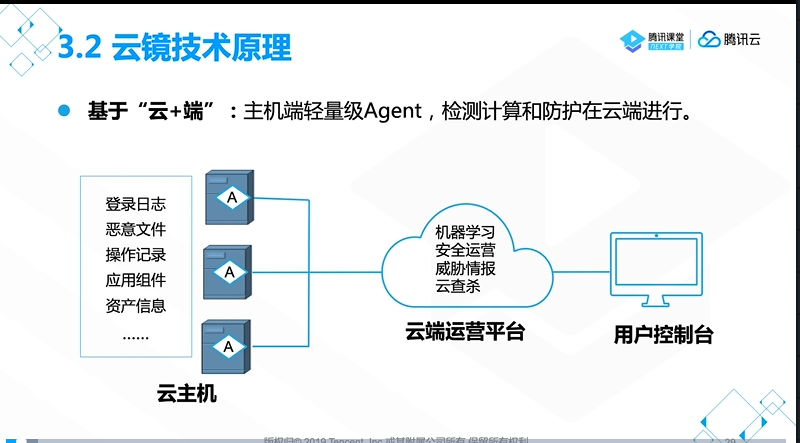 3.2 云镜技术原理
腾讯课堂
NEXT学院
腾讯云
基于“云+端”：主机端轻量级Agent，检测计算和防护在云端进行。
登录日志
恶意文件
操作记录
应用组件
资产信息
......
A
A
A
云主机
机器学习
安全运营
威胁情报
云查杀
云端运营平台
用户控制台
版权归© 2019 Tencent, Inc 或其附属公司所有 保留所有权利
29